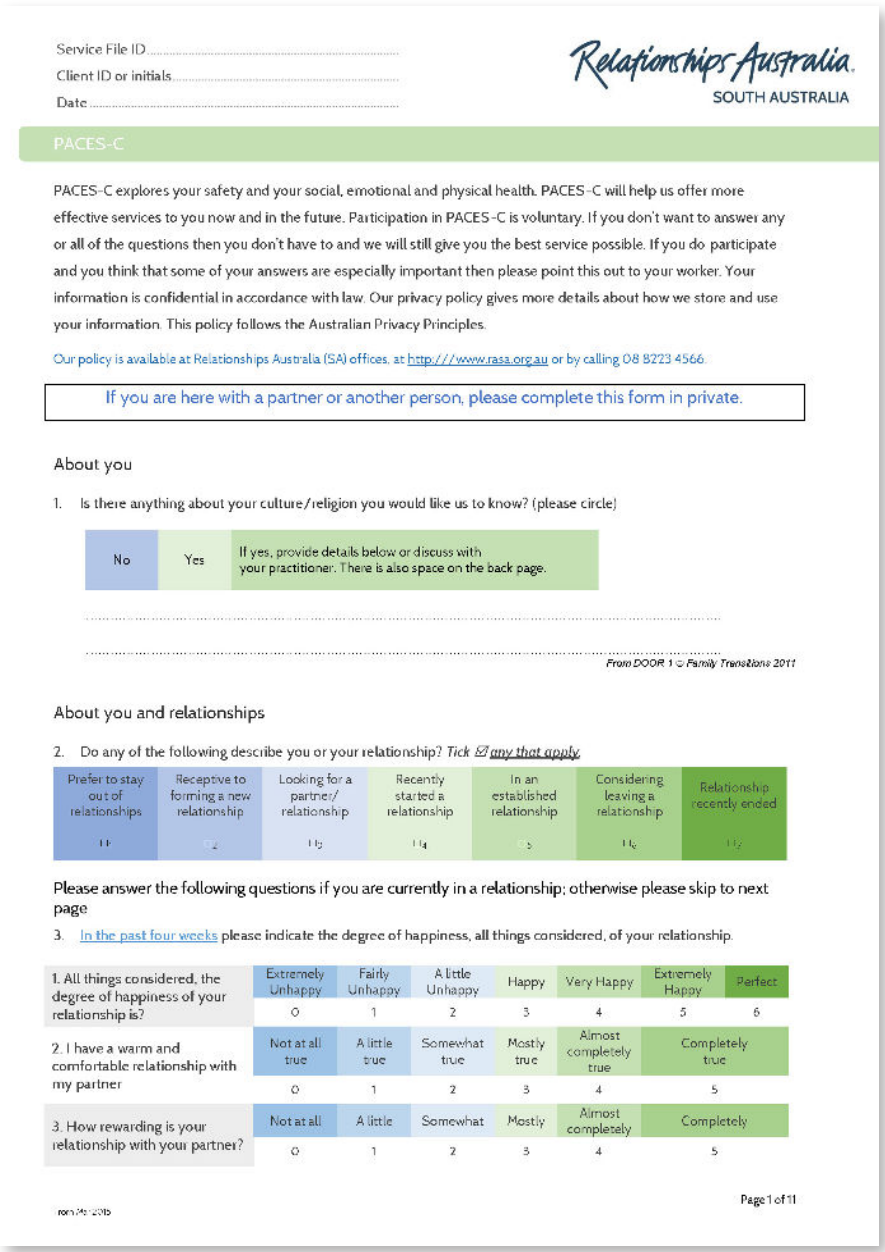 Service File ID
Client ID or initials
Date
Relationships Australia.
SOUTH AUSTRALIA
PACES-C
PACES-C explores your safety and your social, emotional and physical health. PACES-C will help us offer more
effective services to you now and in the future. Participation in PACES-C is voluntary. If you don't want to answer any
or all of the questions then you don't have to and we will still give you the best service possible. If you do participate
and you think that some of your answers are especially important then please point this out to your worker. Your
information is confidential in accordance with law. Our privacy policy gives more details about how we store and use
your information. This policy follows the Australian Privacy Principles.
Our policy is available at Relationships Australia (SA) offices, at http:///www.rasa.org.au or by calling 08 8223 4566.
If you are here with a partner or another person, please complete this form in private.
About you
1. Is there anything about your culture/religion you would like us to know? (please circle)
No Yes If yes, provide details below or discuss with
your practitioner. There is also space on the back page.
From DOOR 1 © Family Transitions 2011
About you and relationships
2. Do any of the following describe you or your relationship? Tick ☑ any that apply.
Prefer to stay out of relationships
Receptive to forming a new relationship
Looking for a partner/ relationship
Recently started a relationship
In an established relationship
Considering leaving a relationship
Relationship recently ended
1 2 3 4 5 6 7
Please answer the following questions if you are currently in a relationship; otherwise please skip to next
page
3. In the past four weeks please indicate the degree of happiness, all things considered, of your relationship.
1. All things considered, the degree of happiness of your relationship is?
Extremely Unhappy Fairly Unhappy A little Unhappy Happy Very Happy Extremely Happy Perfect
0 1 2 3 4 5 6
2. I have a warm and comfortable relationship with my partner
Not at all true A little true Somewhat true Mostly true Almost completely true Completely true
0 1 2 3 4 5
3. How rewarding is your relationship with your partner?
Not at all A little Somewhat Mostly Almost completely Completely
0 1 2 3 4 5
Page 1 of 11